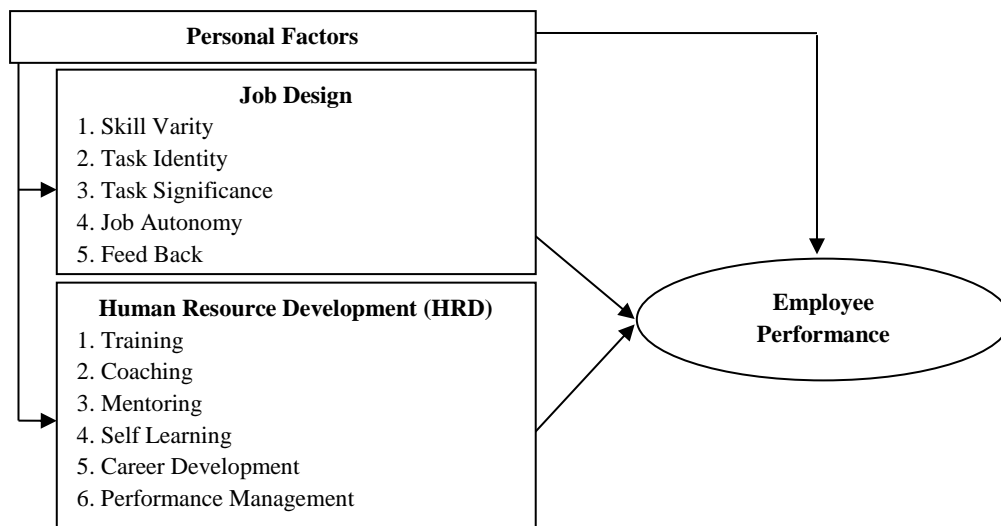 Personal Factors
Job Design
1. Skill Varity
2. Task Identity
3. Task Significance
4. Job Autonomy
5. Feed Back
Human Resource Development (HRD)
1. Training
2. Coaching
3. Mentoring
4. Self Learning
5. Career Development
6. Performance Management
Employee
Performance